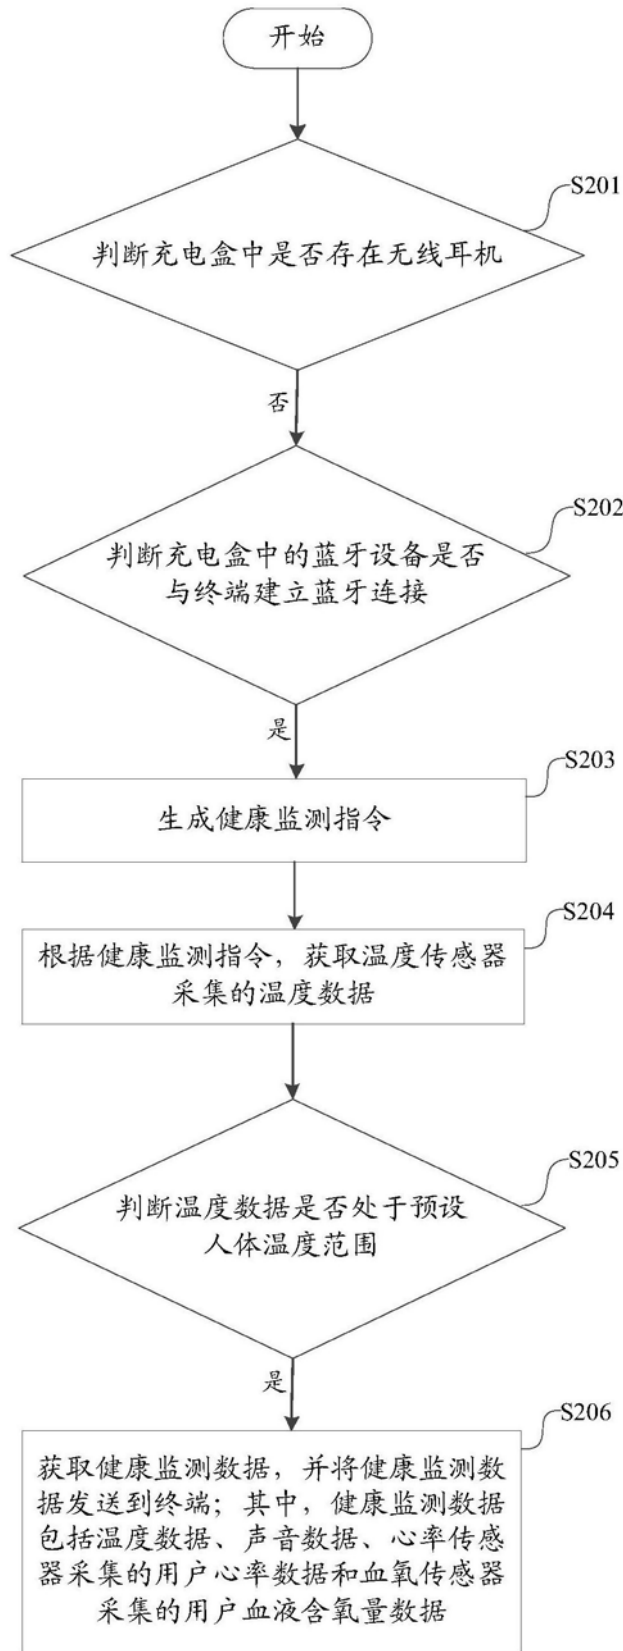 开始
S201
判断充电盒中是否存在无线耳机
否
S202
判断充电盒中的蓝牙设备是否
与终端建立蓝牙连接
是
S203
生成健康监测指令
S204
根据健康监测指令，获取温度传感器
采集的温度数据
S205
判断温度数据是否处于预设
人体温度范围
是
S206
获取健康监测数据，并将健康监测数
据发送到终端；其中，健康监测数据
包括温度数据、声音数据、心率传感
器采集的用户心率数据和血氧传感器
采集的用户血液含氧量数据